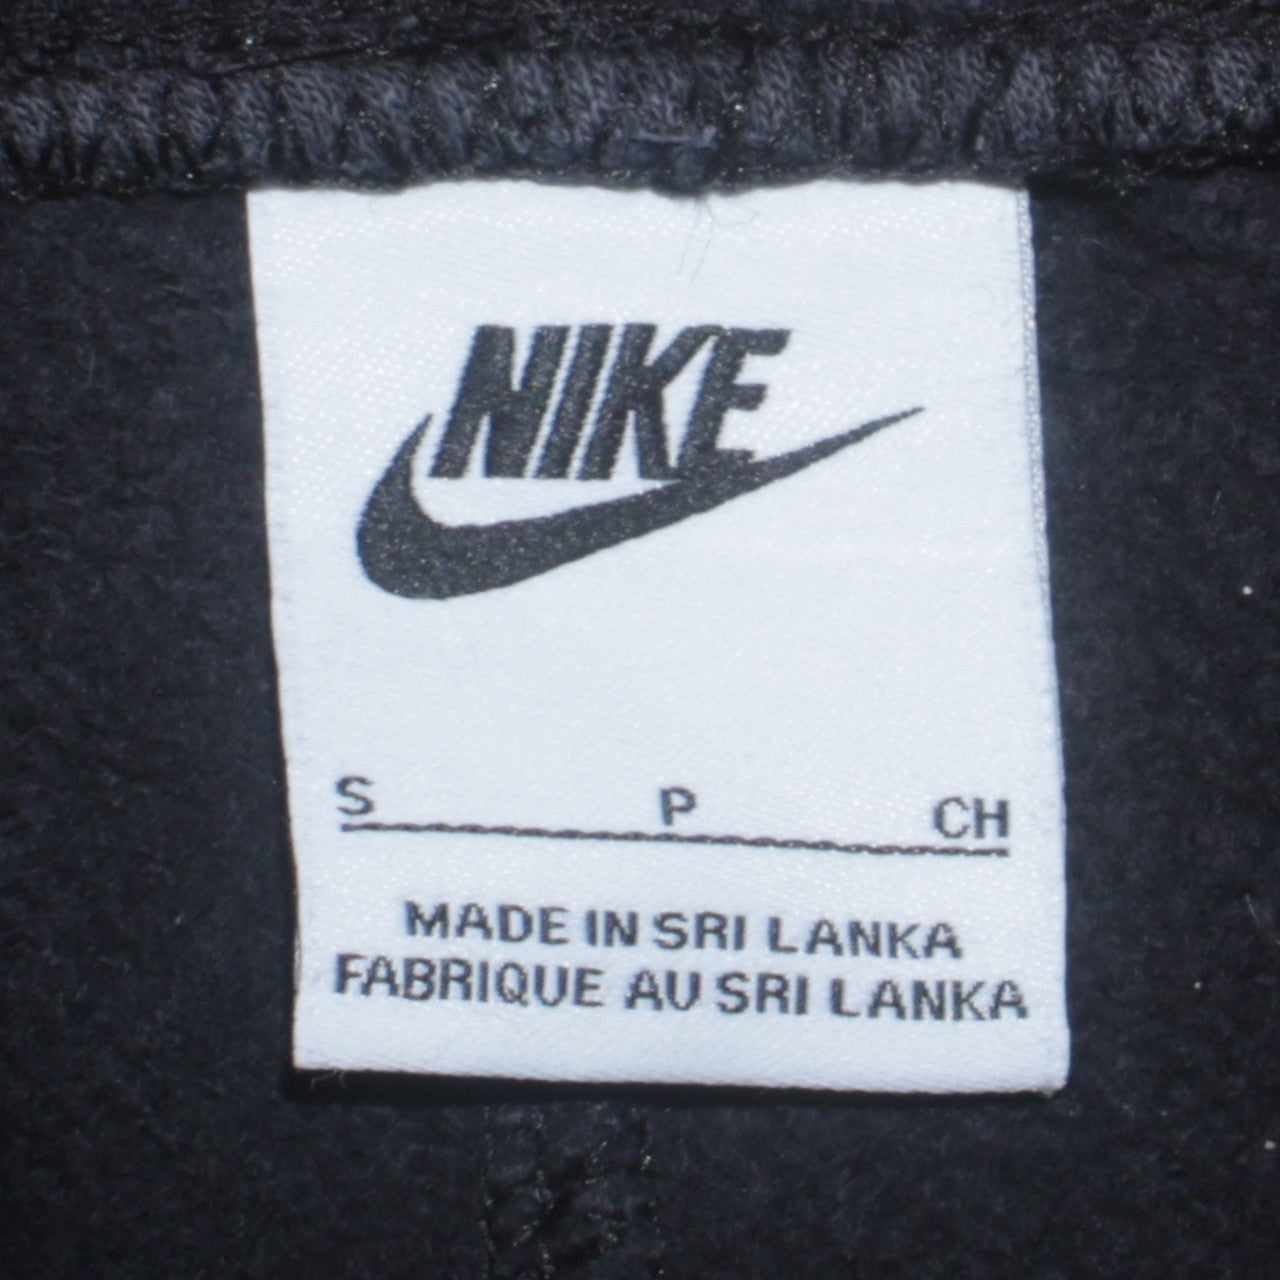 NIKE
S P CH
MADE IN SRI LANKA
FABRIQUE AU SRI LANKA